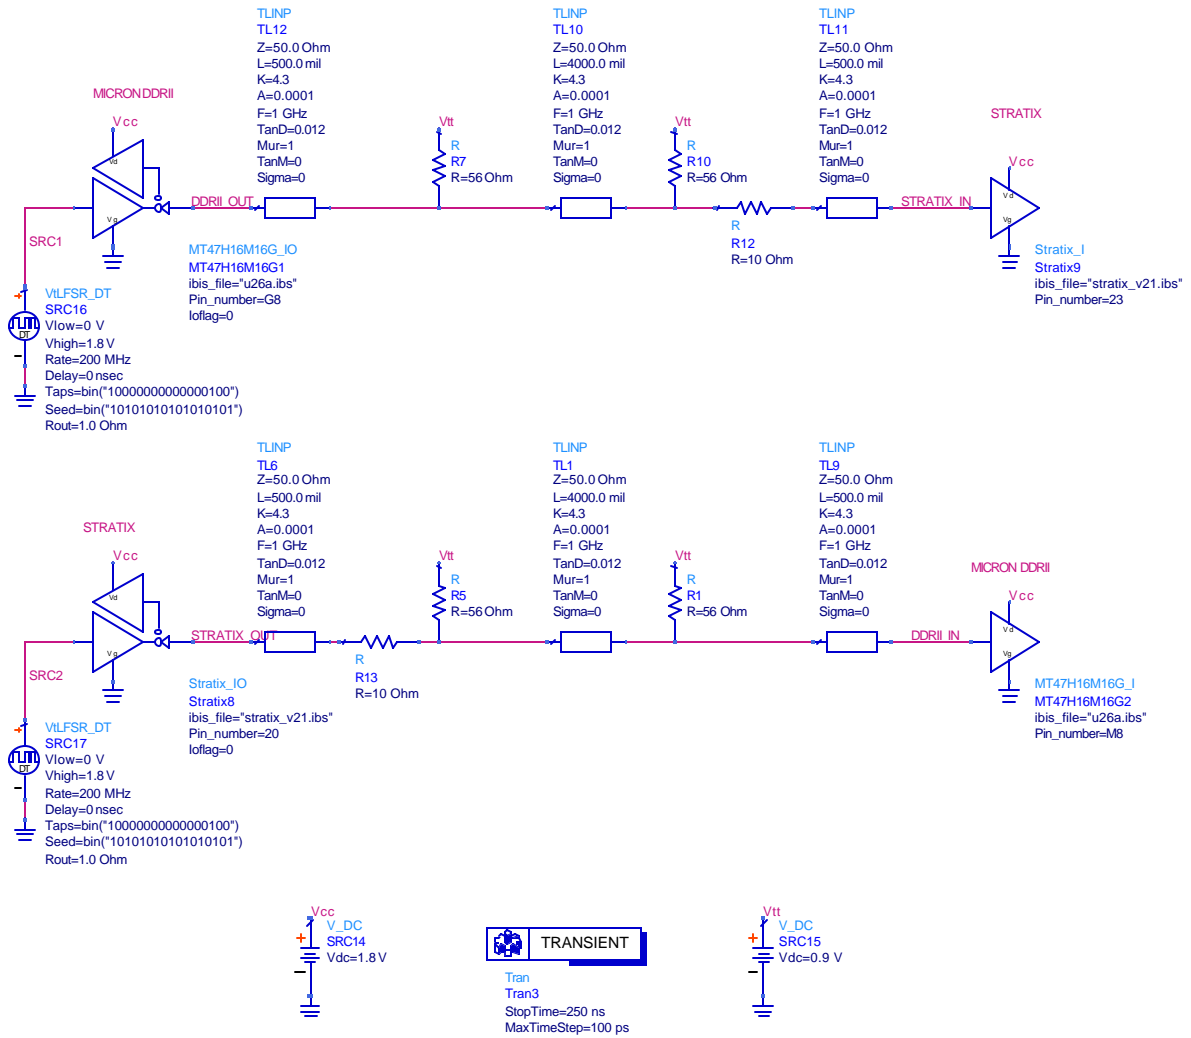 TLINP
TL12
Z=50.0 Ohm
L=500.0 mil
K=4.3
A=0.0001
F=1 GHz
TanD=0.012
Mur=1
TanM=0
Sigma=0
TLINP
TL10
Z=50.0 Ohm
L=4000.0 mil
K=4.3
A=0.0001
F=1 GHz
TanD=0.012
Mur=1
TanM=0
Sigma=0
TLINP
TL11
Z=50.0 Ohm
L=500.0 mil
K=4.3
A=0.0001
F=1 GHz
TanD=0.012
Mur=1
TanM=0
Sigma=0
MICRON DDRII
Vcc
Vd
Vg
DDRII_OUT
MT47H16M16G_IO
MT47H16M16G1
ibis_file="u26a.ibs"
Pin_number=G8
Ioflag=0
SRC1
VtLFSR_DT
SRC16
Vlow=0 V
Vhigh=1.8 V
Rate=200 MHz
Delay=0 nsec
Taps=bin("10000000000000100")
Seed=bin("10101010101010101")
Rout=1.0 Ohm
DT
Vtt
R
R7
R=56 Ohm
Vtt
R
R10
R=56 Ohm
R
R12
R=10 Ohm
STRATIX
Vcc
Vd
Vg
STRATIX_IN
Stratix_I
Stratix9
ibis_file="stratix_v21.ibs"
Pin_number=23
TLINP
TL6
Z=50.0 Ohm
L=500.0 mil
K=4.3
A=0.0001
F=1 GHz
TanD=0.012
Mur=1
TanM=0
Sigma=0
TLINP
TL1
Z=50.0 Ohm
L=4000.0 mil
K=4.3
A=0.0001
F=1 GHz
TanD=0.012
Mur=1
TanM=0
Sigma=0
TLINP
TL9
Z=50.0 Ohm
L=500.0 mil
K=4.3
A=0.0001
F=1 GHz
TanD=0.012
Mur=1
TanM=0
Sigma=0
STRATIX
Vcc
Vd
Vg
STRATIX_OUT
Stratix_IO
Stratix8
ibis_file="stratix_v21.ibs"
Pin_number=20
Ioflag=0
SRC2
VtLFSR_DT
SRC17
Vlow=0 V
Vhigh=1.8 V
Rate=200 MHz
Delay=0 nsec
Taps=bin("10000000000000100")
Seed=bin("10101010101010101")
Rout=1.0 Ohm
DT
R
R13
R=10 Ohm
Vtt
R
R5
R=56 Ohm
Vtt
R
R1
R=56 Ohm
MICRON DDRII
Vcc
Vd
Vg
DDRII_IN
MT47H16M16G_I
MT47H16M16G2
ibis_file="u26a.ibs"
Pin_number=M8
Vcc
V_DC
SRC14
Vdc=1.8 V
TRANSIENT
Tran
Tran3
StopTime=250 ns
MaxTimeStep=100 ps
Vtt
V_DC
SRC15
Vdc=0.9 V